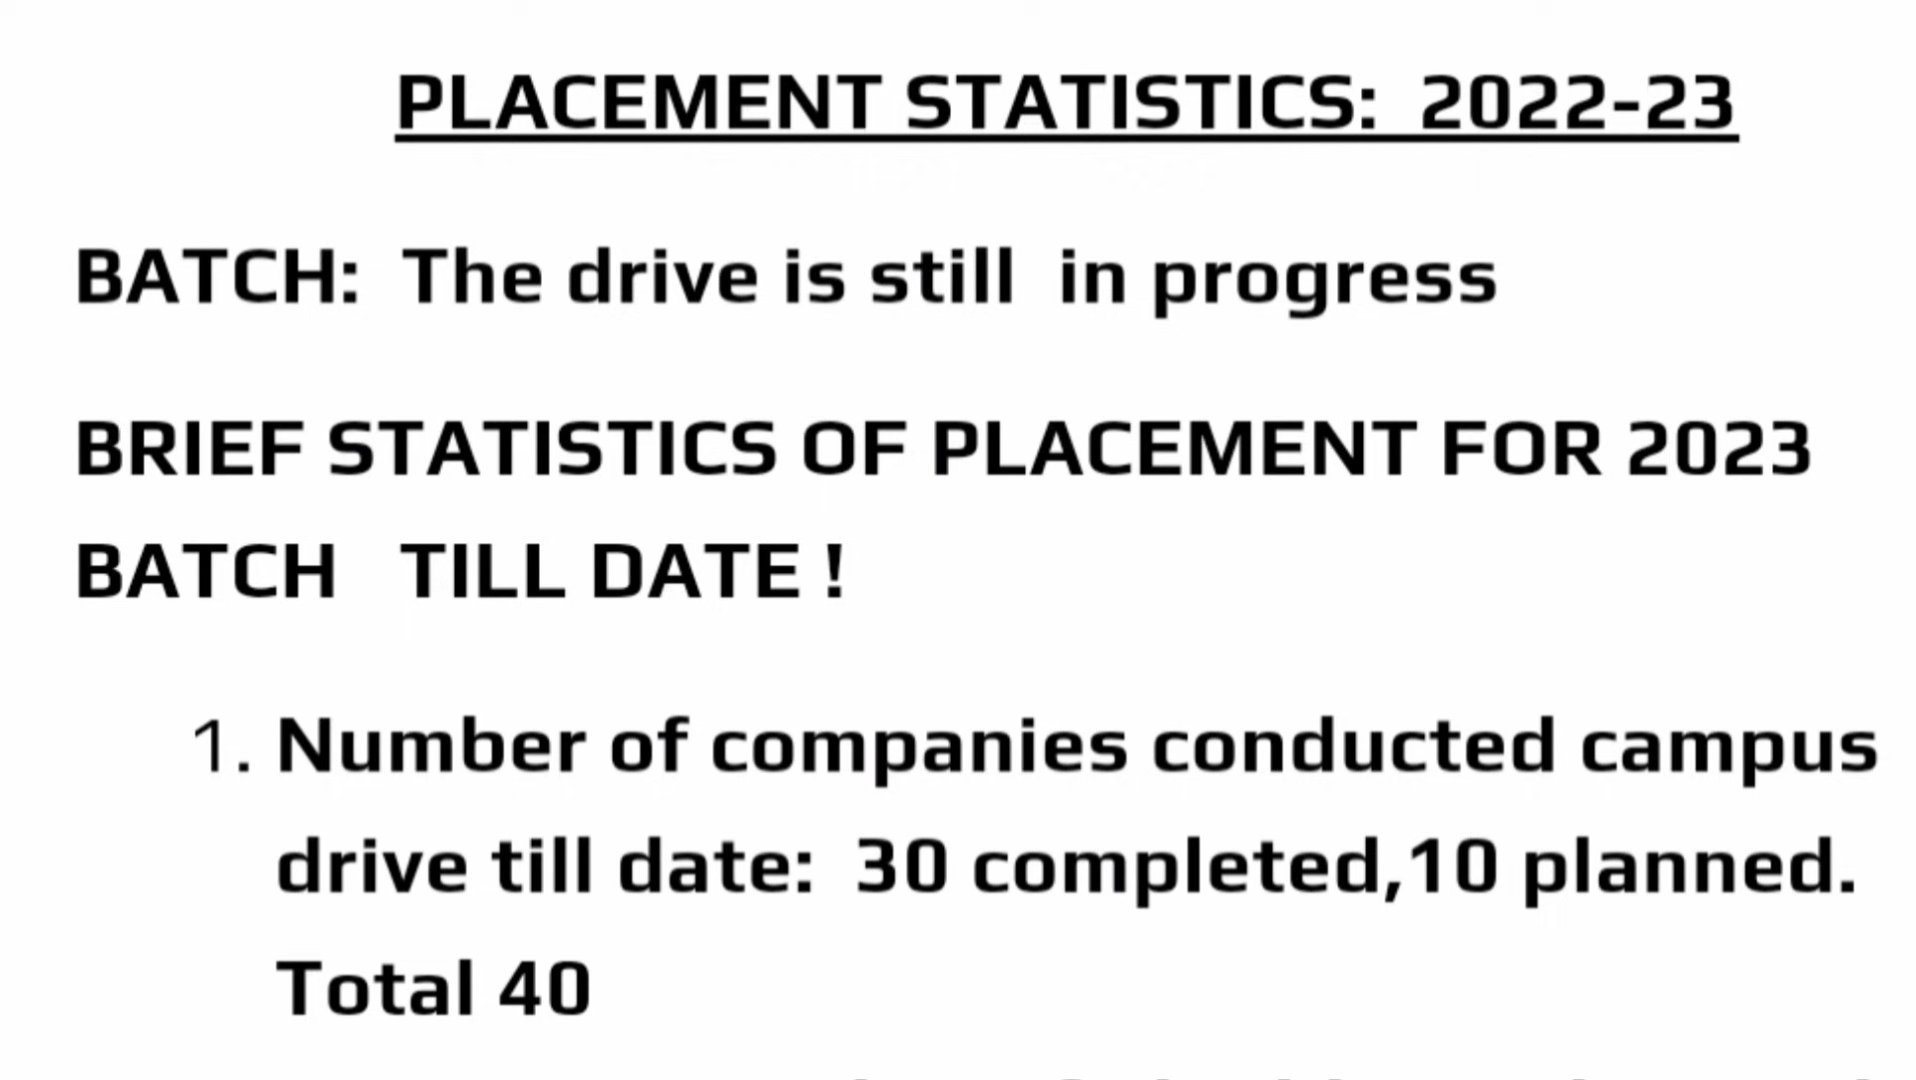 PLACEMENT STATISTICS: 2022-23
BATCH: The drive is still in progress
BRIEF STATISTICS OF PLACEMENT FOR 2023
BATCH TILL DATE !
1. Number of companies conducted campus
drive till date: 30 completed,10 planned.
Total 40